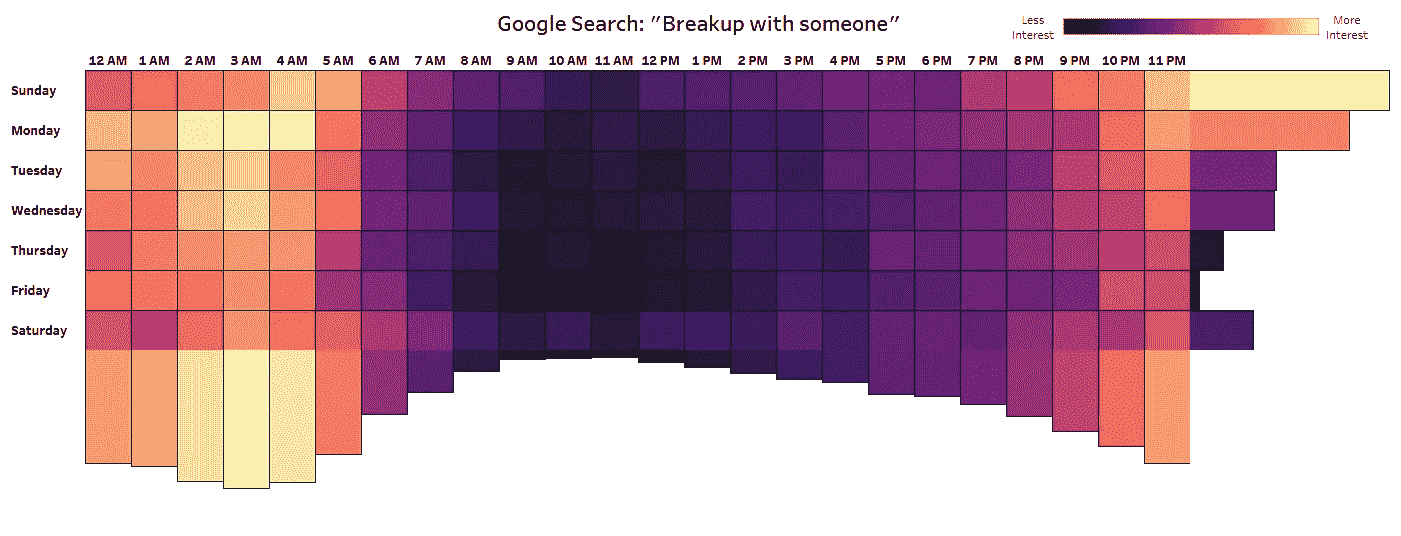 Google Search: "Breakup with someone"
Less
Interest
More
Interest
12 AM 1 AM 2 AM 3 AM 4 AM 5 AM 6 AM 7 AM 8 AM 9 AM 10 AM 11 AM 12 PM 1 PM 2 PM 3 PM 4 PM 5 PM 6 PM 7 PM 8 PM 9 PM 10 PM 11 PM
Sunday
Monday
Tuesday
Wednesday
Thursday
Friday
Saturday